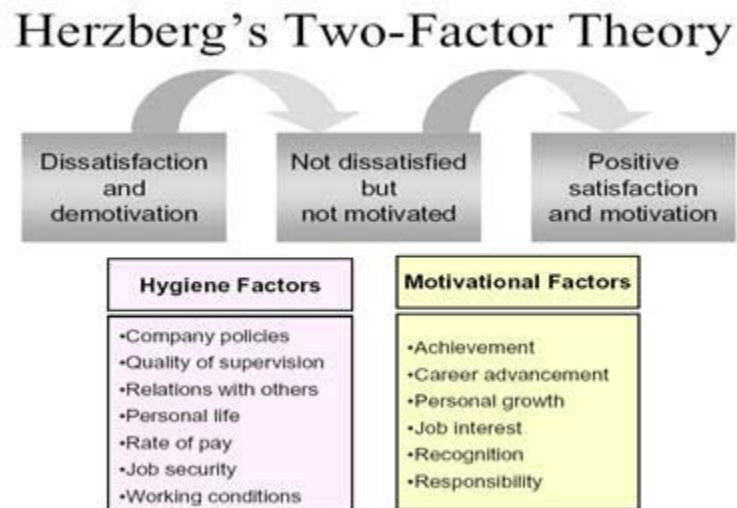 Herzberg's Two-Factor Theory
Dissatisfaction
and
demotivation
Not dissatisfied
but
not motivated
Positive
satisfaction
and motivation
Hygiene Factors
•Company policies
•Quality of supervision
•Relations with others
•Personal life
•Rate of pay
•Job security
•Working conditions
Motivational Factors
•Achievement
•Career advancement
•Personal growth
•Job interest
•Recognition
•Responsibility